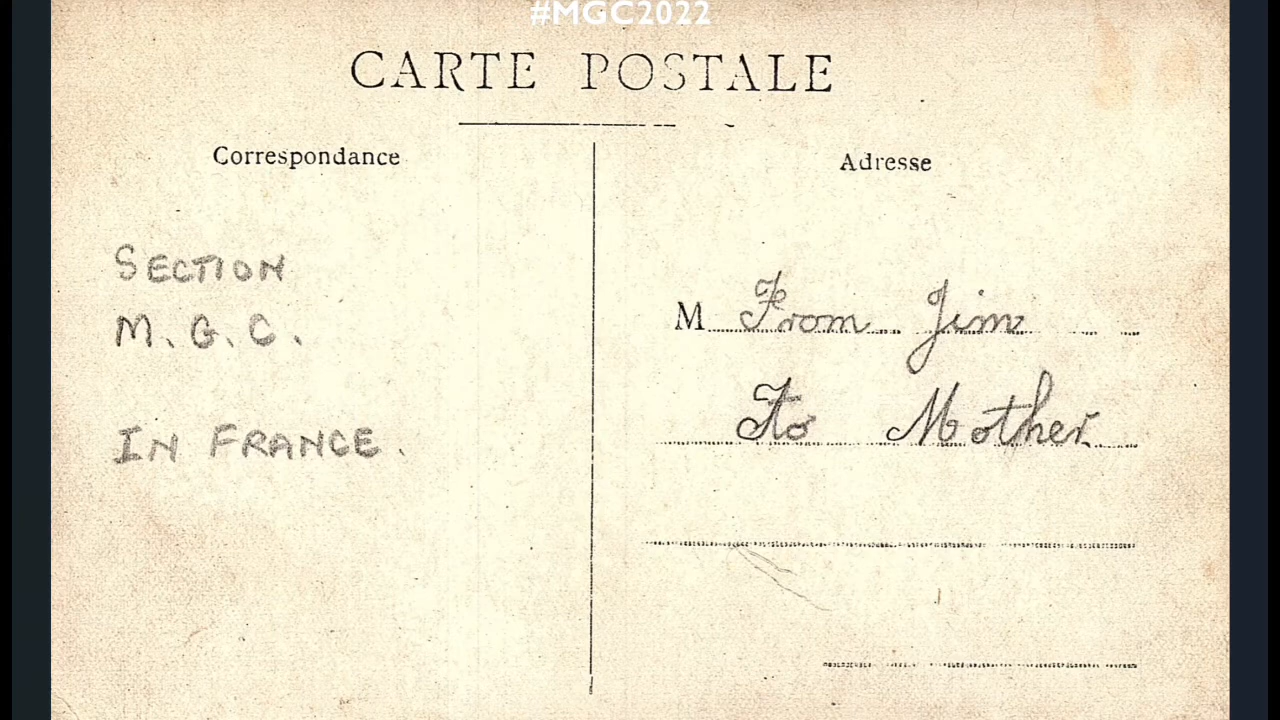 #MGC2022
CARTE POSTALE
Correspondance
Adresse
SECTION
M.G.C.
IN FRANCE.
M From Jim
To Mother